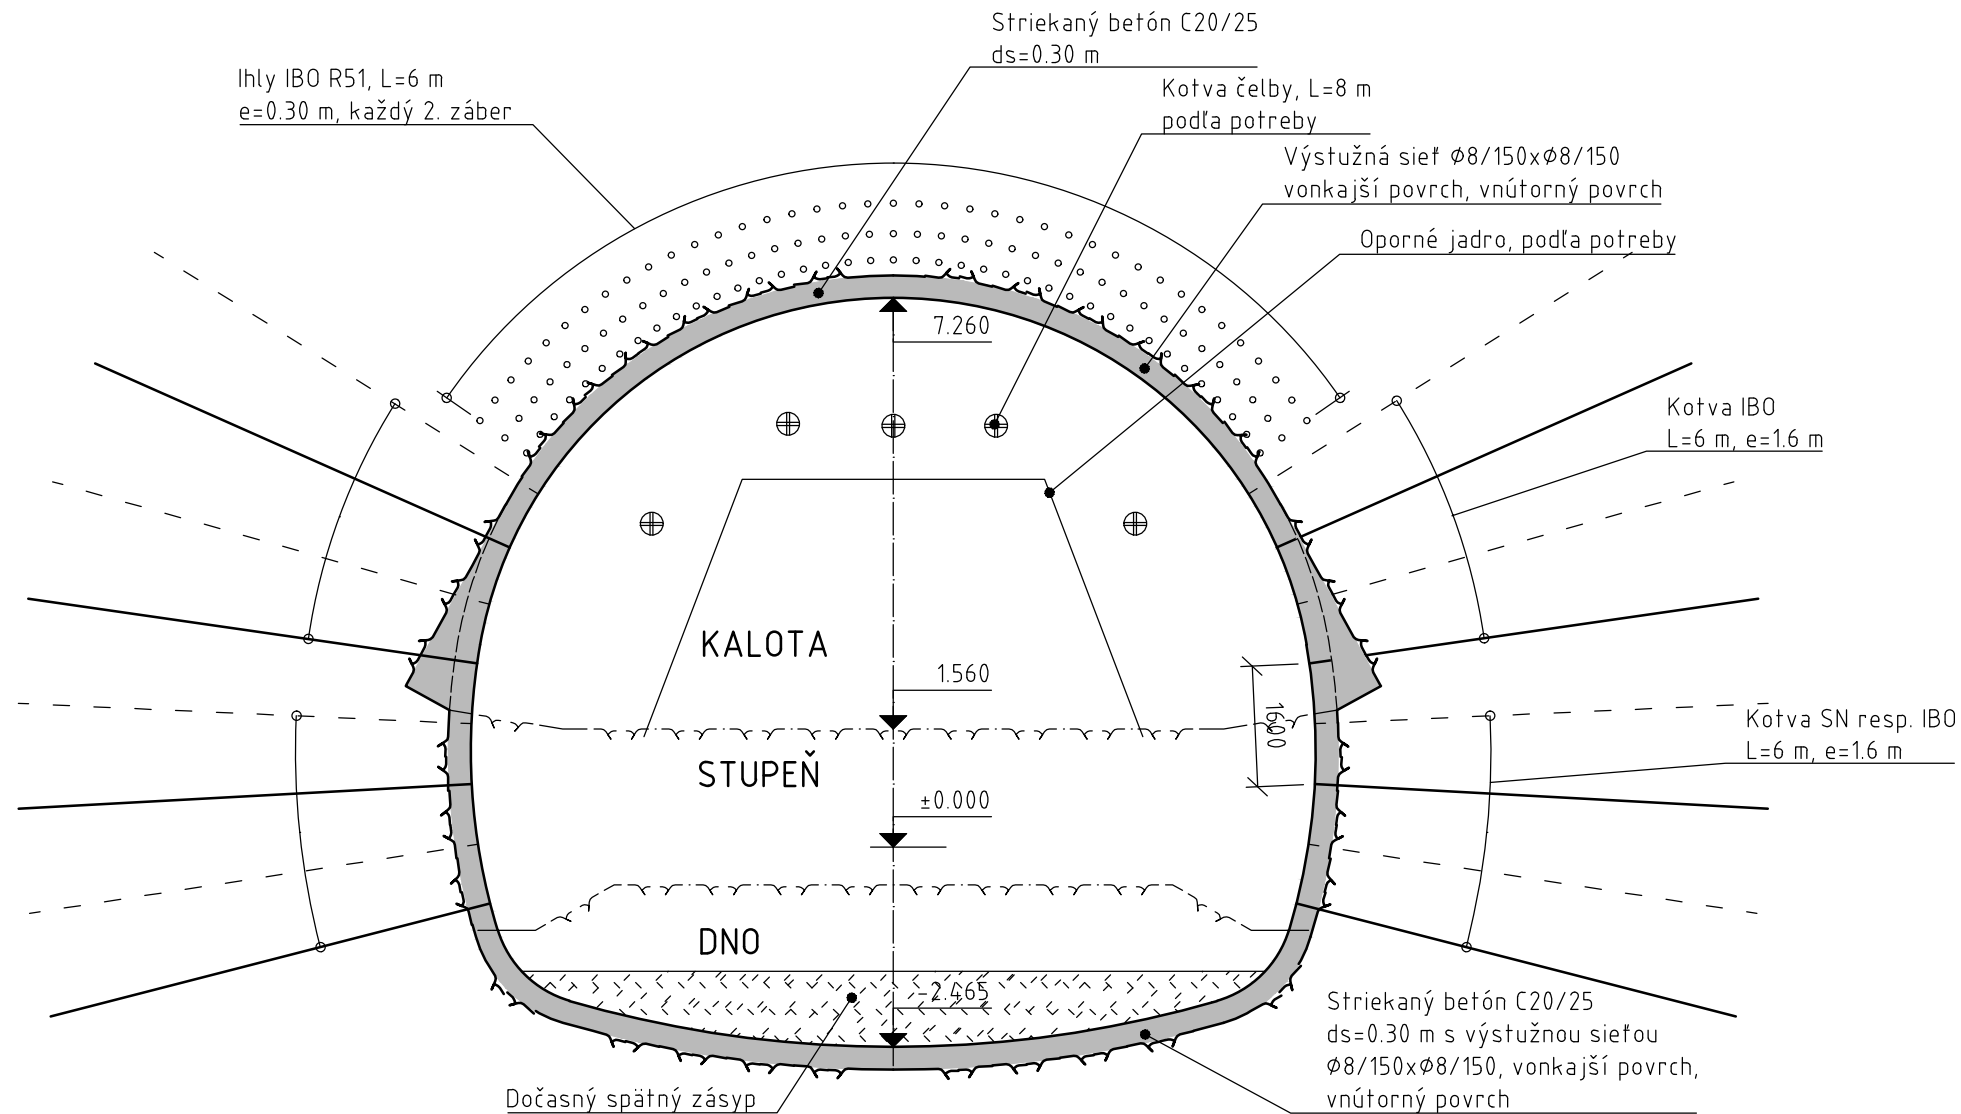 Striekaný betón C20/25
ds=0.30 m
Ihly IBO R51, L=6 m
e=0.30 m, každý 2. záber
Kotva čelby, L=8 m
podľa potreby
Výstužná sieť Ø8/150xØ8/150
vonkajší povrch, vnútorný povrch
Oporné jadro, podľa potreby
7.260
Kotva IBO
L=6 m, e=1.6 m
KALOTA
1.560
1600
Kotva SN resp. IBO
L=6 m, e=1.6 m
STUPEŇ
±0.000
DNO
-2.465
Striekaný betón C20/25
ds=0.30 m s výstužnou sieťou
Ø8/150xØ8/150, vonkajší povrch,
vnútorný povrch
Dočasný spätný zásyp